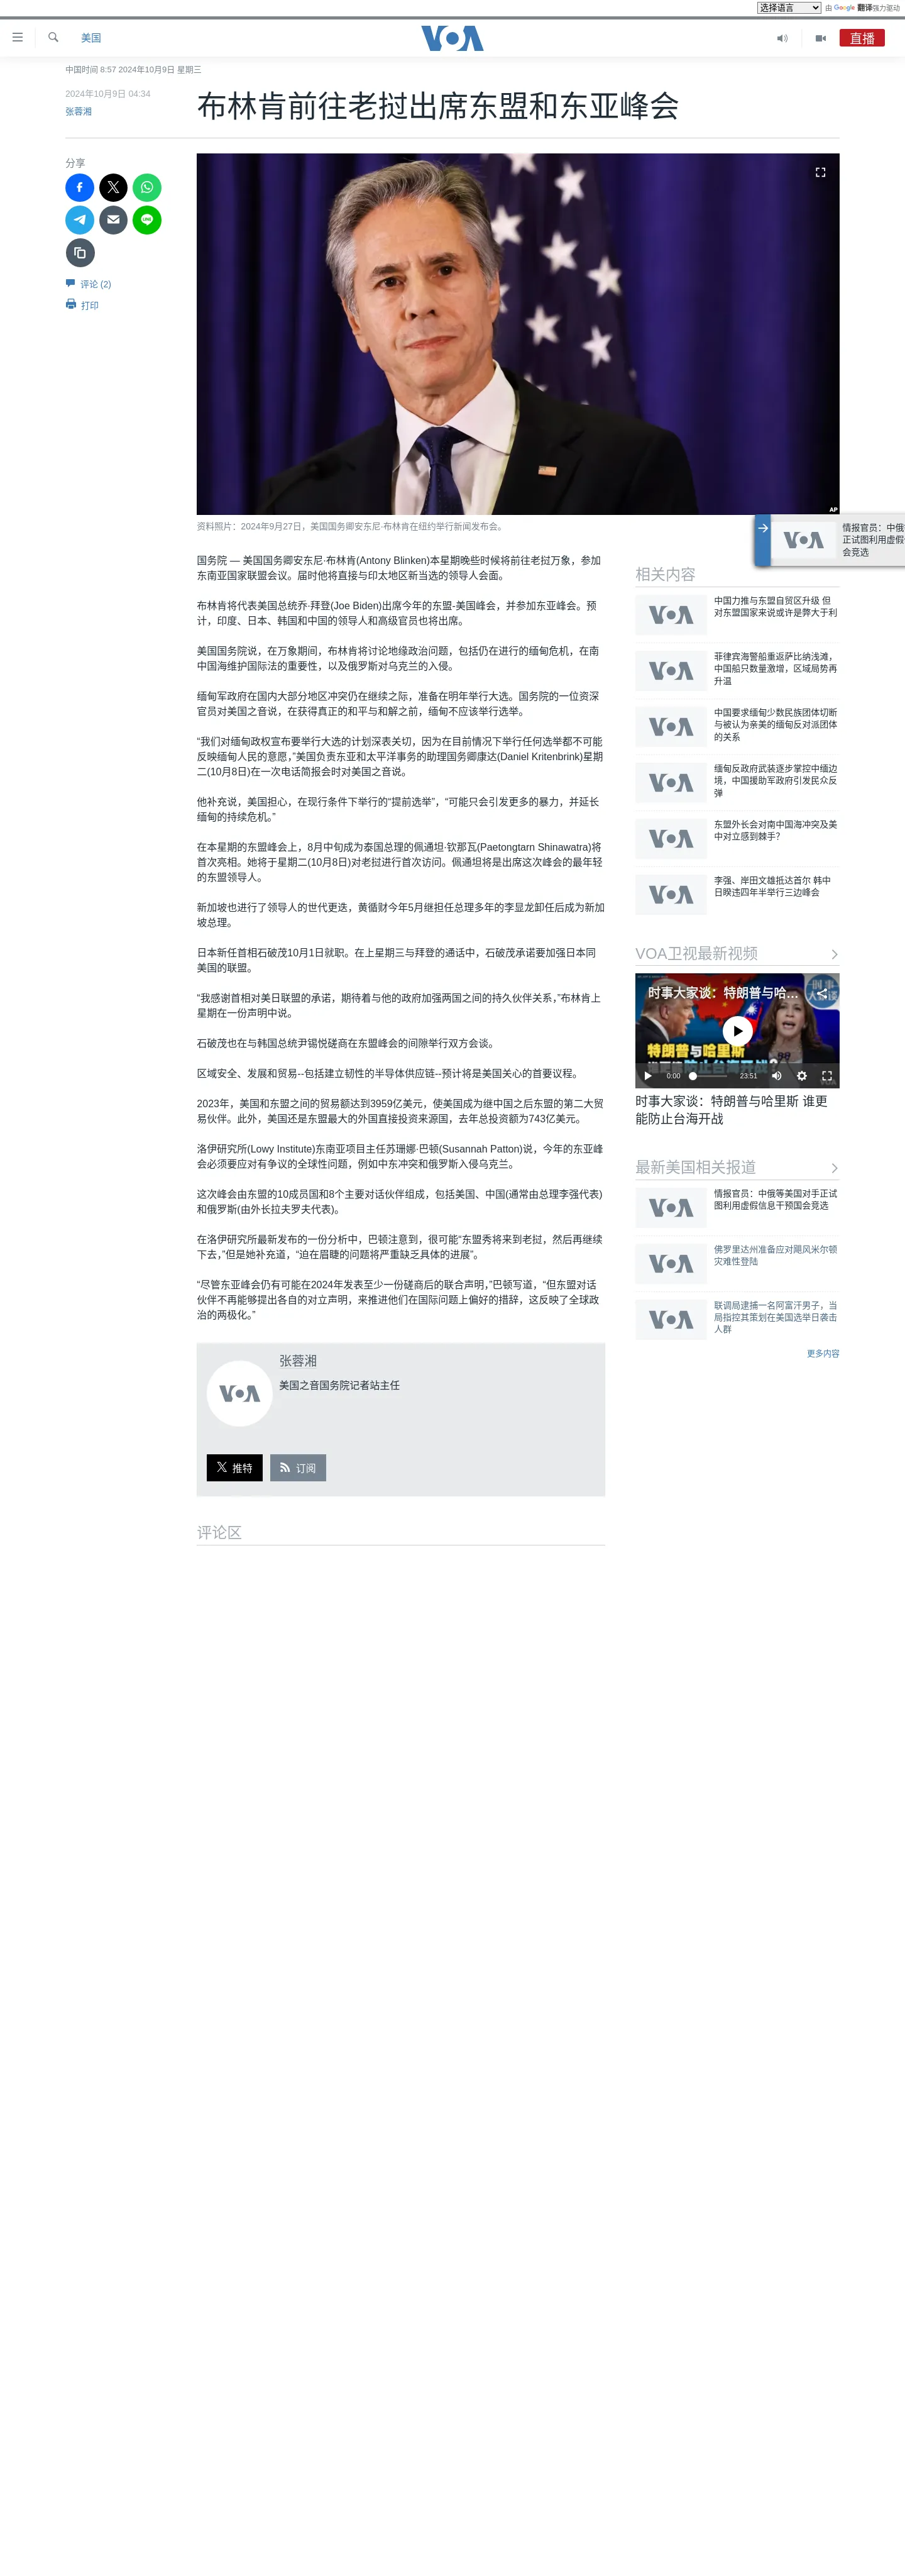 选择语言
由 Google 翻译强力驱动
美国
VOA
直播
中国时间 8:57 2024年10月9日 星期三
2024年10月9日 04:34
张蓉湘
布林肯前往老挝出席东盟和东亚峰会
分享
评论 (2)
打印
AP
资料照片：2024年9月27日，美国国务卿安东尼·布林肯在纽约举行新闻发布会。
国务院 — 美国国务卿安东尼·布林肯(Antony Blinken)本星期晚些时候将前往老挝万象，参加
东南亚国家联盟会议。届时他将直接与印太地区新当选的领导人会面。
布林肯将代表美国总统乔·拜登(Joe Biden)出席今年的东盟-美国峰会，并参加东亚峰会。预
计，印度、日本、韩国和中国的领导人和高级官员也将出席。
美国国务院说，在万象期间，布林肯将讨论地缘政治问题，包括仍在进行的缅甸危机，在南
中国海维护国际法的重要性，以及俄罗斯对乌克兰的入侵。
缅甸军政府在国内大部分地区冲突仍在继续之际，准备在明年举行大选。国务院的一位资深
官员对美国之音说，在获得真正的和平与和解之前，缅甸不应该举行选举。
“我们对缅甸政权宣布要举行大选的计划深表关切，因为在目前情况下举行任何选举都不可能
反映缅甸人民的意愿，”美国负责东亚和太平洋事务的助理国务卿康达(Daniel Kritenbrink)星期
二(10月8日)在一次电话简报会时对美国之音说。
他补充说，美国担心，在现行条件下举行的“提前选举”，“可能只会引发更多的暴力，并延长
缅甸的持续危机。”
在本星期的东盟峰会上，8月中旬成为泰国总理的佩通坦·钦那瓦(Paetongtarn Shinawatra)将
首次亮相。她将于星期二(10月8日)对老挝进行首次访问。佩通坦将是出席这次峰会的最年轻
的东盟领导人。
新加坡也进行了领导人的世代更迭，黄循财今年5月继担任总理多年的李显龙卸任后成为新加
坡总理。
日本新任首相石破茂10月1日就职。在上星期三与拜登的通话中，石破茂承诺要加强日本同
美国的联盟。
“我感谢首相对美日联盟的承诺，期待着与他的政府加强两国之间的持久伙伴关系，”布林肯上
星期在一份声明中说。
石破茂也在与韩国总统尹锡悦磋商在东盟峰会的间隙举行双方会谈。
区域安全、发展和贸易--包括建立韧性的半导体供应链--预计将是美国关心的首要议程。
2023年，美国和东盟之间的贸易额达到3959亿美元，使美国成为继中国之后东盟的第二大贸
易伙伴。此外，美国还是东盟最大的外国直接投资来源国，去年总投资额为743亿美元。
洛伊研究所(Lowy Institute)东南亚项目主任苏珊娜·巴顿(Susannah Patton)说，今年的东亚峰
会必须要应对有争议的全球性问题，例如中东冲突和俄罗斯入侵乌克兰。
这次峰会由东盟的10成员国和8个主要对话伙伴组成，包括美国、中国(通常由总理李强代表)
和俄罗斯(由外长拉夫罗夫代表)。
在洛伊研究所最新发布的一份分析中，巴顿注意到，很可能“东盟秀将来到老挝，然后再继续
下去，”但是她补充道，“迫在眉睫的问题将严重缺乏具体的进展”。
“尽管东亚峰会仍有可能在2024年发表至少一份磋商后的联合声明，”巴顿写道，“但东盟对话
伙伴不再能够提出各自的对立声明，来推进他们在国际问题上偏好的措辞，这反映了全球政
治的两极化。”
张蓉湘
VOA
美国之音国务院记者站主任
推特
订阅
评论区
VOA
情报官员：中俄
正试图利用虚假
会竞选
相关内容
VOA
中国力推与东盟自贸区升级 但
对东盟国家来说或许是弊大于利
VOA
菲律宾海警船重返萨比纳浅滩，
中国船只数量激增，区域局势再
升温
VOA
中国要求缅甸少数民族团体切断
与被认为亲美的缅甸反对派团体
的关系
VOA
缅甸反政府武装逐步掌控中缅边
境，中国援助军政府引发民众反
弹
VOA
东盟外长会对南中国海冲突及美
中对立感到棘手？
VOA
李强、岸田文雄抵达首尔 韩中
日睽违四年半举行三边峰会
VOA卫视最新视频
时事大家谈：特朗普与哈...
特朗普与哈里斯
0:00
23:51
时事大家谈：特朗普与哈里斯 谁更
能防止台海开战
最新美国相关报道
VOA
情报官员：中俄等美国对手正试
图利用虚假信息干预国会竞选
VOA
佛罗里达州准备应对飓风米尔顿
灾难性登陆
VOA
联调局逮捕一名阿富汗男子，当
局指控其策划在美国选举日袭击
人群
更多内容